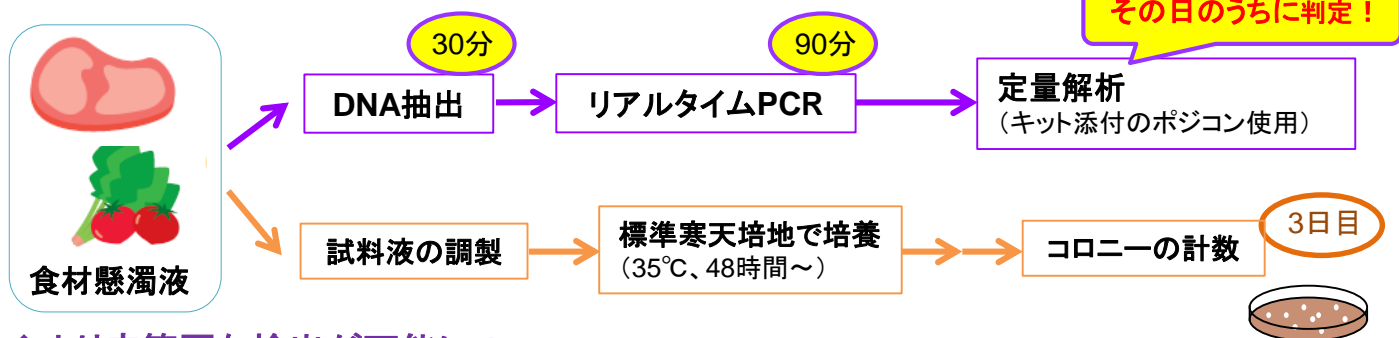 その日のうちに判定！
30分
90分
DNA抽出
リアルタイムPCR
定量解析
（キット添付のポジコン使用）
食材懸濁液
試料液の調製
標準寒天培地で培養
（35℃、48時間～）
コロニーの計数
3日目